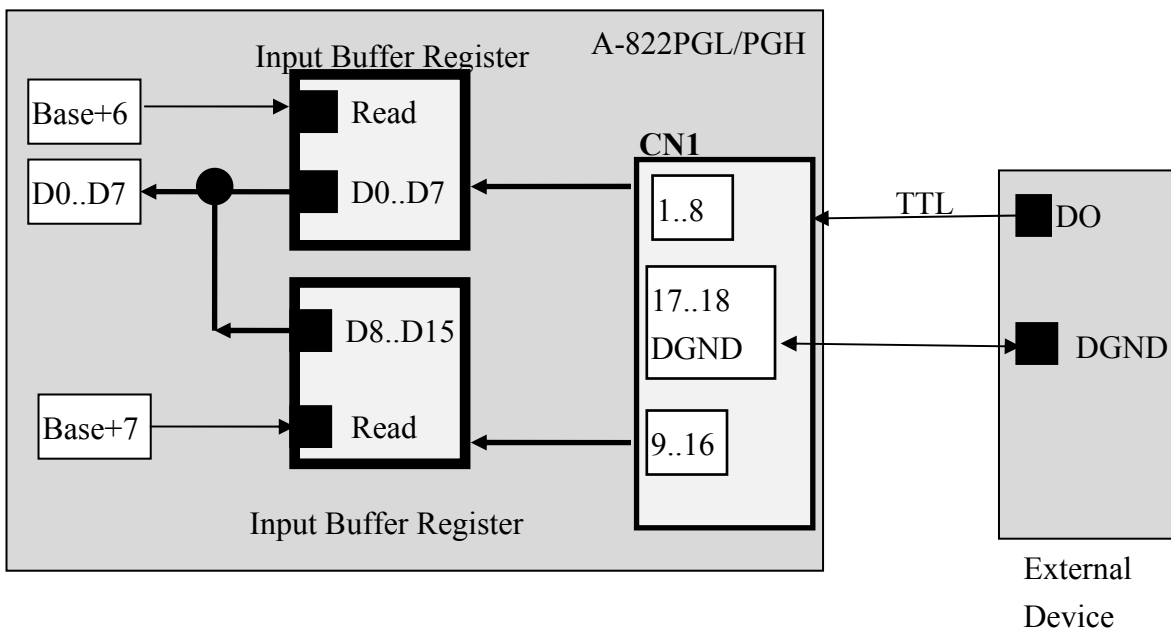 A-822PGL/PGH
Input Buffer Register
Base+6
Read
D0..D7
D0..D7
CN1
1..8
TTL
DO
17..18
DGND
DGND
D8..D15
Base+7
Read
9..16
Input Buffer Register
External
Device